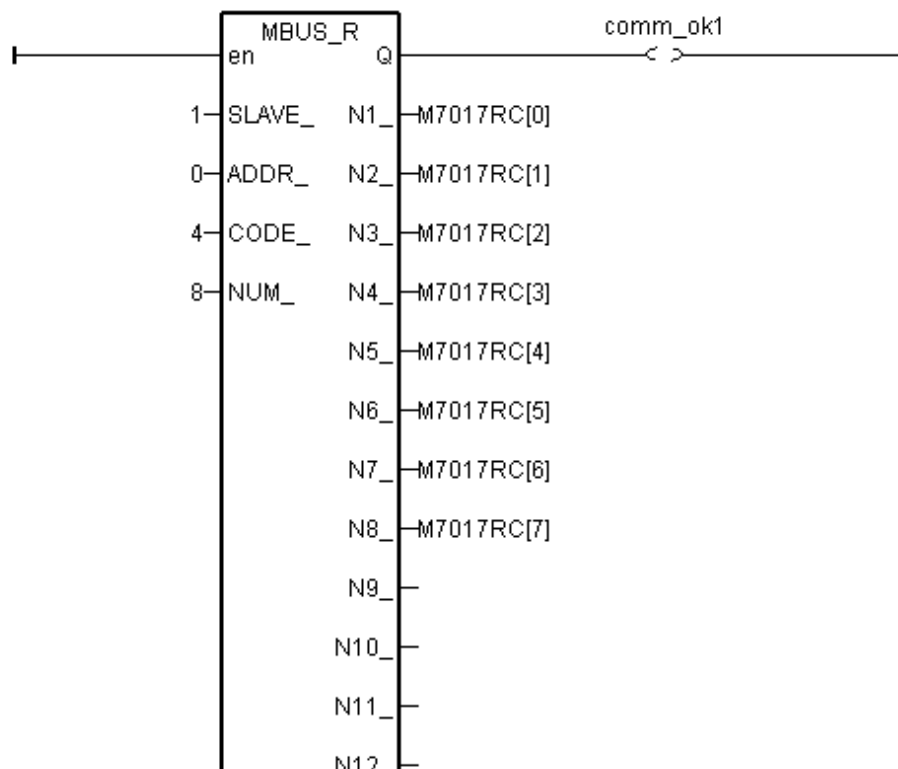 MBUS_R comm_ok1
en Q
1 SLAVE_ N1_ M7017RC[0]
0 ADDR_ N2_ M7017RC[1]
4 CODE_ N3_ M7017RC[2]
8 NUM_ N4_ M7017RC[3]
N5_ M7017RC[4]
N6_ M7017RC[5]
N7_ M7017RC[6]
N8_ M7017RC[7]
N9_
N10_
N11_
N12